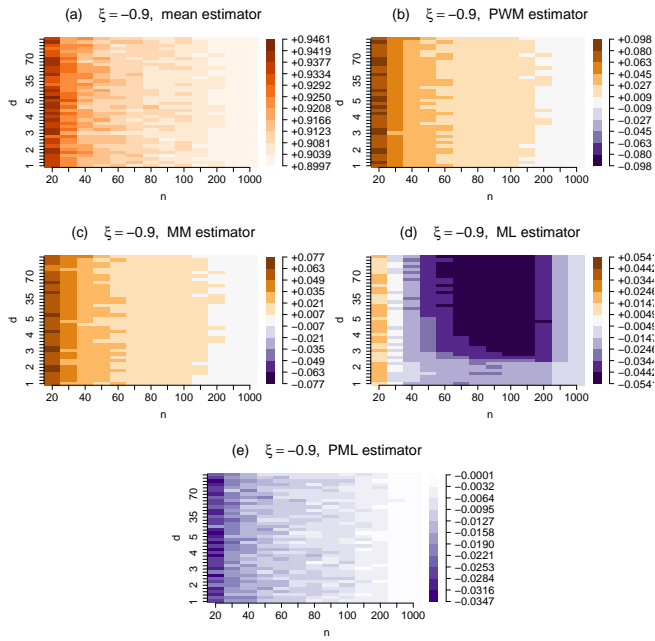 (a) ξ = −0.9, mean estimator
d
1 2 3 4 5 35 70
20 40 60 80 100 200 1000
n
+0.9461
+0.9419
+0.9377
+0.9334
+0.9292
+0.9250
+0.9208
+0.9166
+0.9123
+0.9081
+0.9039
+0.8997
(b) ξ = −0.9, PWM estimator
d
1 2 3 4 5 35 70
20 40 60 80 100 200 1000
n
+0.098
+0.080
+0.063
+0.045
+0.027
+0.009
−0.009
−0.027
−0.045
−0.063
−0.080
−0.098
(c) ξ = −0.9, MM estimator
d
1 2 3 4 5 35 70
20 40 60 80 100 200 1000
n
+0.077
+0.063
+0.049
+0.035
+0.021
+0.007
−0.007
−0.021
−0.035
−0.049
−0.063
−0.077
(d) ξ = −0.9, ML estimator
d
1 2 3 4 5 35 70
20 40 60 80 100 200 1000
n
+0.0541
+0.0442
+0.0344
+0.0246
+0.0147
+0.0049
−0.0049
−0.0147
−0.0246
−0.0344
−0.0442
−0.0541
(e) ξ = −0.9, PML estimator
d
1 2 3 4 5 35 70
20 40 60 80 100 200 1000
n
−0.0001
−0.0032
−0.0064
−0.0095
−0.0127
−0.0158
−0.0190
−0.0221
−0.0253
−0.0284
−0.0316
−0.0347